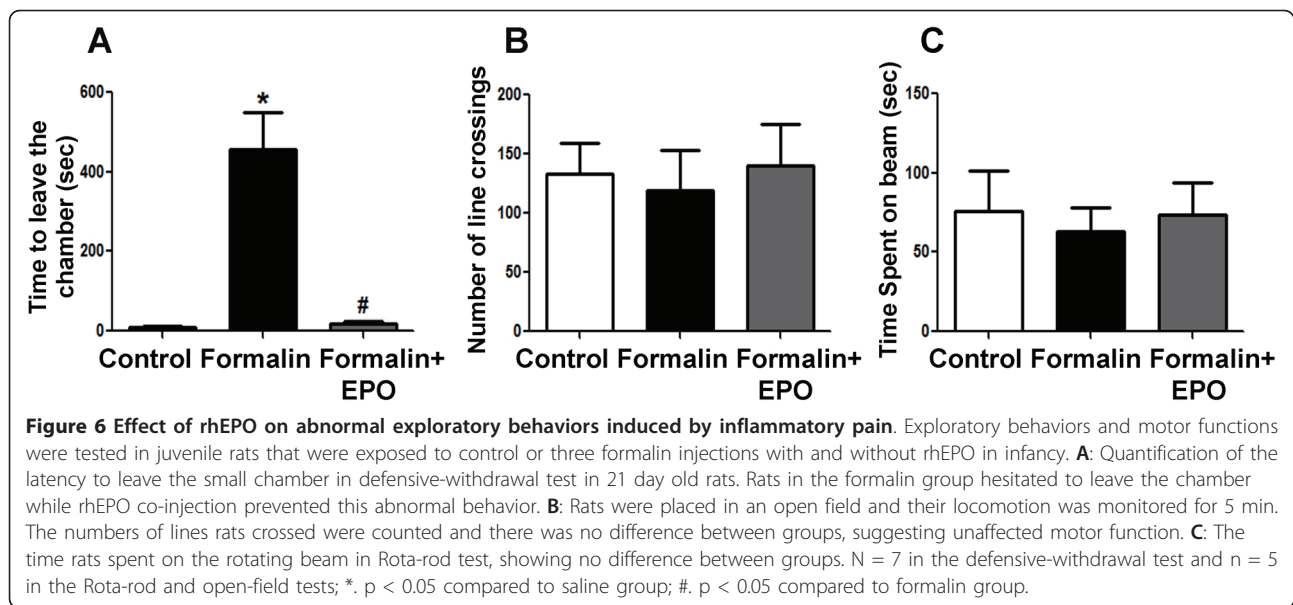 A
B
C
Time to leave the
chamber (sec)
600
400
200
0
*
#
Control Formalin Formalin+
EPO
Number of line crossings
200
150
100
50
0
Control Formalin Formalin+
EPO
Time Spent on beam (sec)
150
100
50
0
Control Formalin Formalin+
EPO
Figure 6 Effect of rhEPO on abnormal exploratory behaviors induced by inflammatory pain. Exploratory behaviors and motor functions
were tested in juvenile rats that were exposed to control or three formalin injections with and without rhEPO in infancy. A: Quantification of the
latency to leave the small chamber in defensive-withdrawal test in 21 day old rats. Rats in the formalin group hesitated to leave the chamber
while rhEPO co-injection prevented this abnormal behavior. B: Rats were placed in an open field and their locomotion was monitored for 5 min.
The numbers of lines rats crossed were counted and there was no difference between groups, suggesting unaffected motor function. C: The
time rats spent on the rotating beam in Rota-rod test, showing no difference between groups. N = 7 in the defensive-withdrawal test and n = 5
in the Rota-rod and open-field tests; *. p < 0.05 compared to saline group; #. p < 0.05 compared to formalin group.